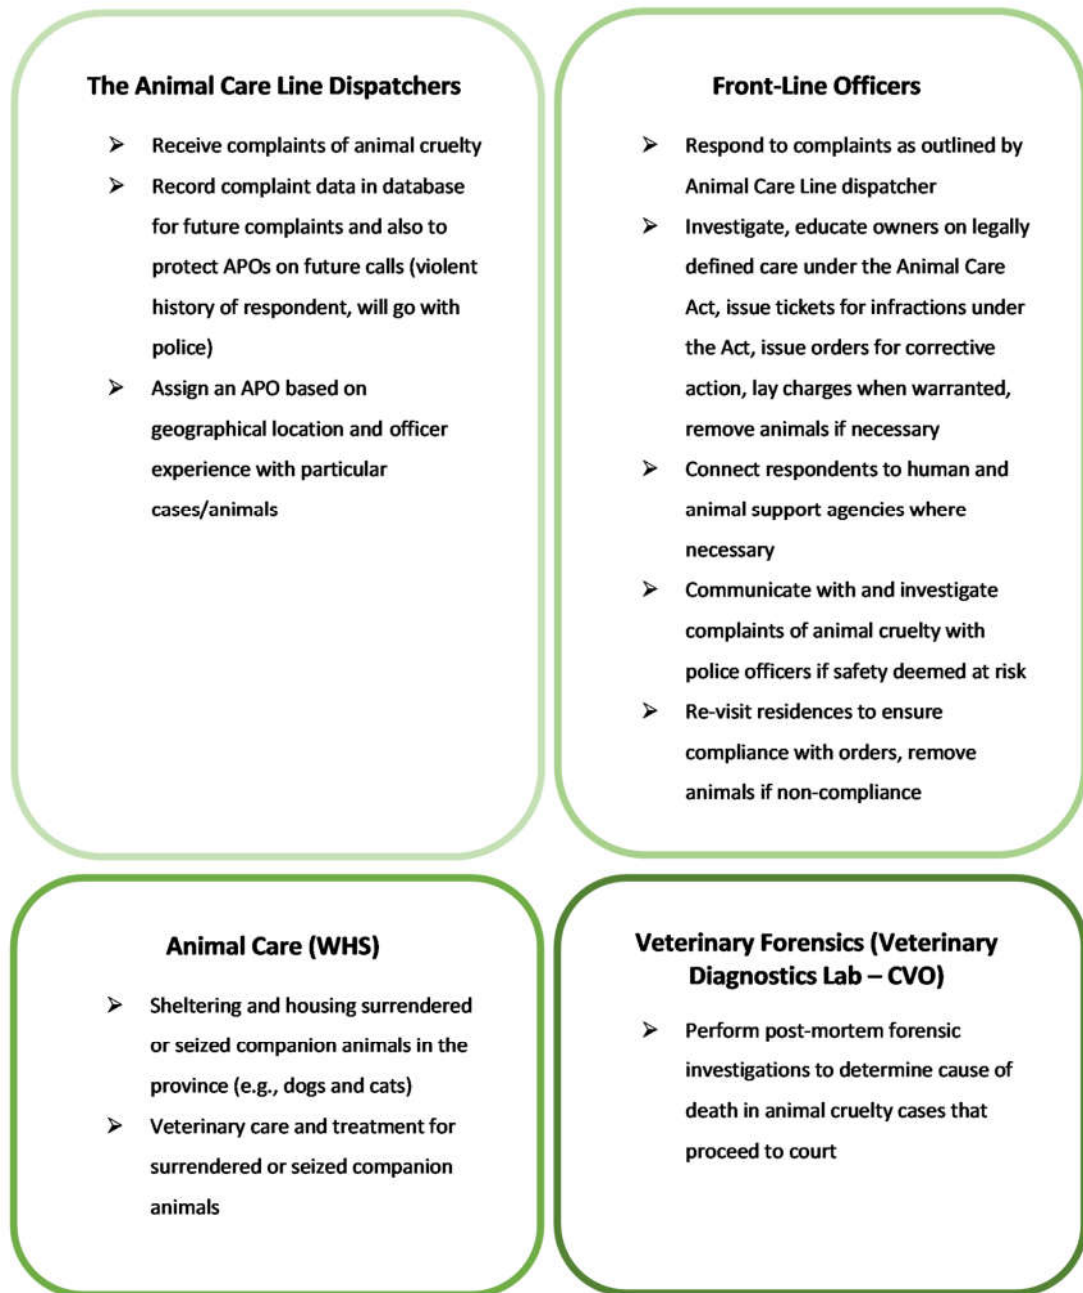 The Animal Care Line Dispatchers
➢ Receive complaints of animal cruelty
➢ Record complaint data in database
for future complaints and also to
protect APOs on future calls (violent
history of respondent, will go with
police)
➢ Assign an APO based on
geographical location and officer
experience with particular
cases/animals
Front-Line Officers
➢ Respond to complaints as outlined by
Animal Care Line dispatcher
➢ Investigate, educate owners on legally
defined care under the Animal Care
Act, issue tickets for infractions under
the Act, issue orders for corrective
action, lay charges when warranted,
remove animals if necessary
➢ Connect respondents to human and
animal support agencies where
necessary
➢ Communicate with and investigate
complaints of animal cruelty with
police officers if safety deemed at risk
➢ Re-visit residences to ensure
compliance with orders, remove
animals if non-compliance
Animal Care (WHS)
➢ Sheltering and housing surrendered
or seized companion animals in the
province (e.g., dogs and cats)
➢ Veterinary care and treatment for
surrendered or seized companion
animals
Veterinary Forensics (Veterinary
Diagnostics Lab – CVO)
➢ Perform post-mortem forensic
investigations to determine cause of
death in animal cruelty cases that
proceed to court